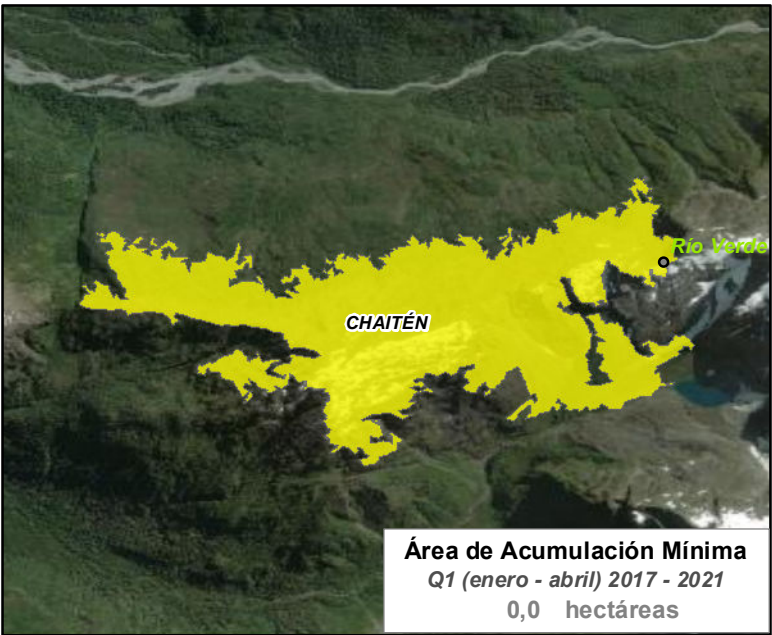 Río Verde
CHAITÉN
Área de Acumulación Mínima
Q1 (enero - abril) 2017 - 2021
0,0 hectáreas